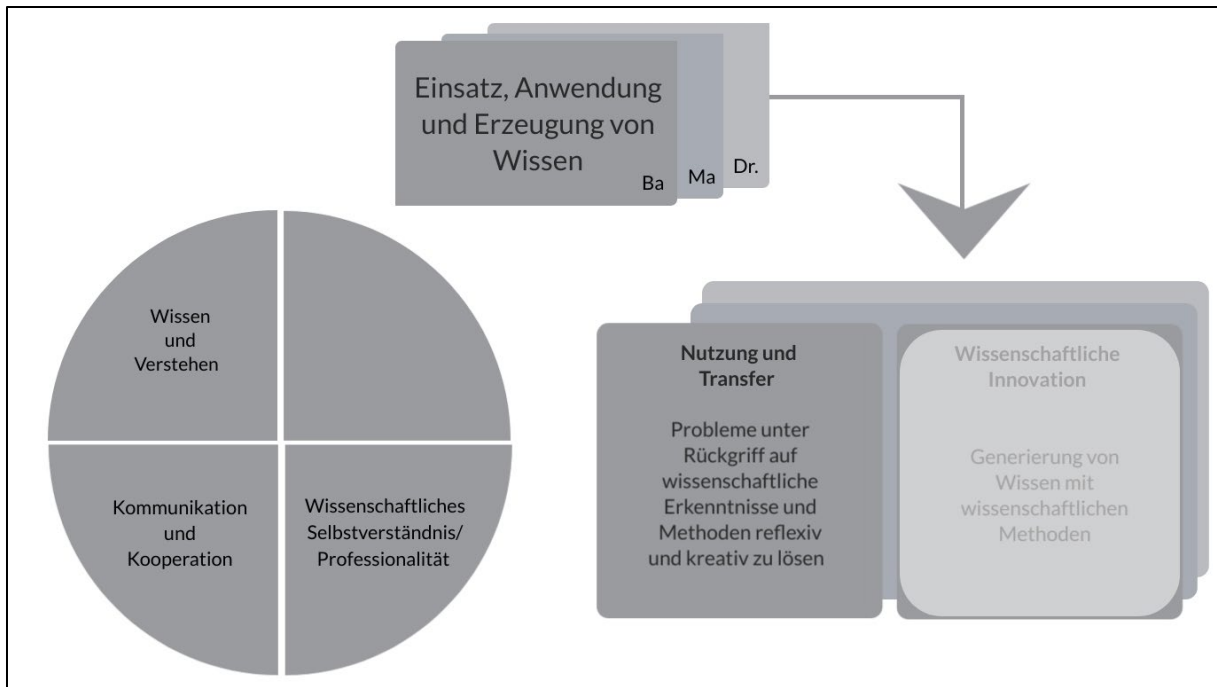 Einsatz, Anwendung
und Erzeugung von
Wissen
Ba
Ma
Dr.
Wissen
und
Verstehen
Kommunikation
und
Kooperation
Wissenschaftliches
Selbstverständnis/
Professionalität
Nutzung und
Transfer
Probleme unter
Rückgriff auf
wissenschaftliche
Erkenntnisse und
Methoden reflexiv
und kreativ zu lösen
Wissenschaftliche
Innovation
Generierung von
Wissen mit
wissenschaftlichen
Methoden